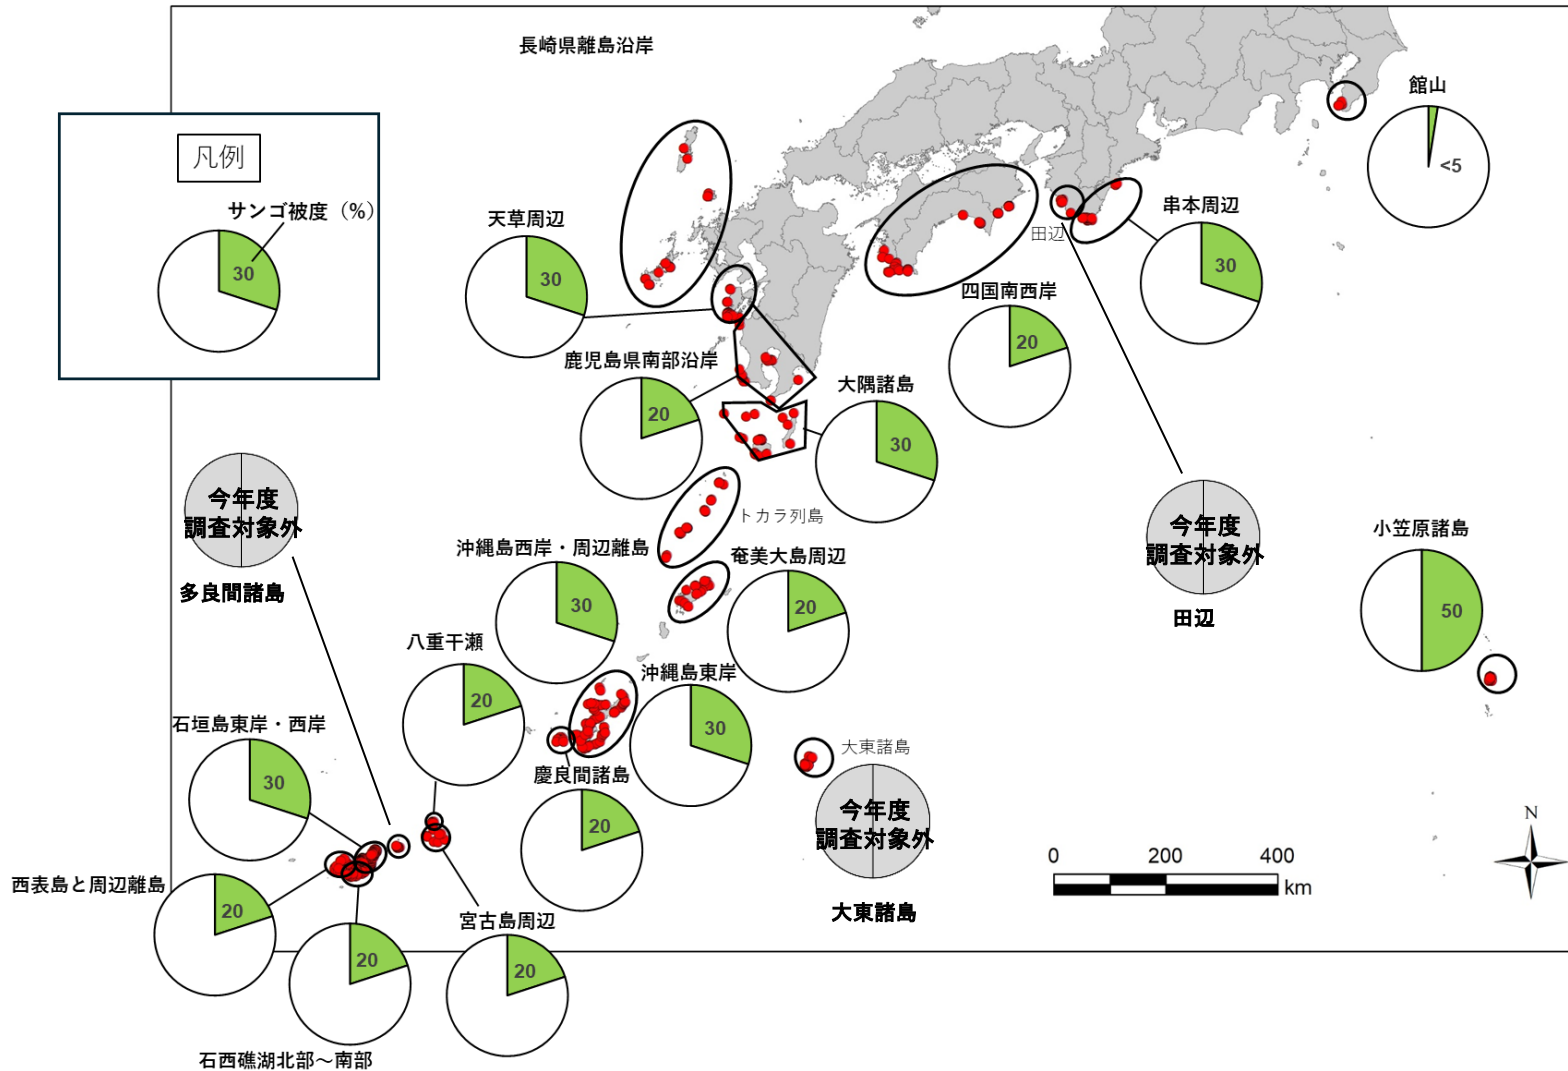 長崎県離島沿岸
館山
<5
凡例
サンゴ被度（%）
30
天草周辺
30
田辺
串本周辺
30
四国南西岸
20
鹿児島県南部沿岸
20
大隅諸島
30
今年度
調査対象外
多良間諸島
トカラ列島
今年度
調査対象外
田辺
小笠原諸島
50
沖縄島西岸・周辺離島
30
奄美大島周辺
20
八重干瀬
20
沖縄島東岸
30
石垣島東岸・西岸
30
慶良間諸島
20
大東諸島
今年度
調査対象外
大東諸島
N
0 200 400
km
西表島と周辺離島
20
石西礁湖北部～南部
20
宮古島周辺
20